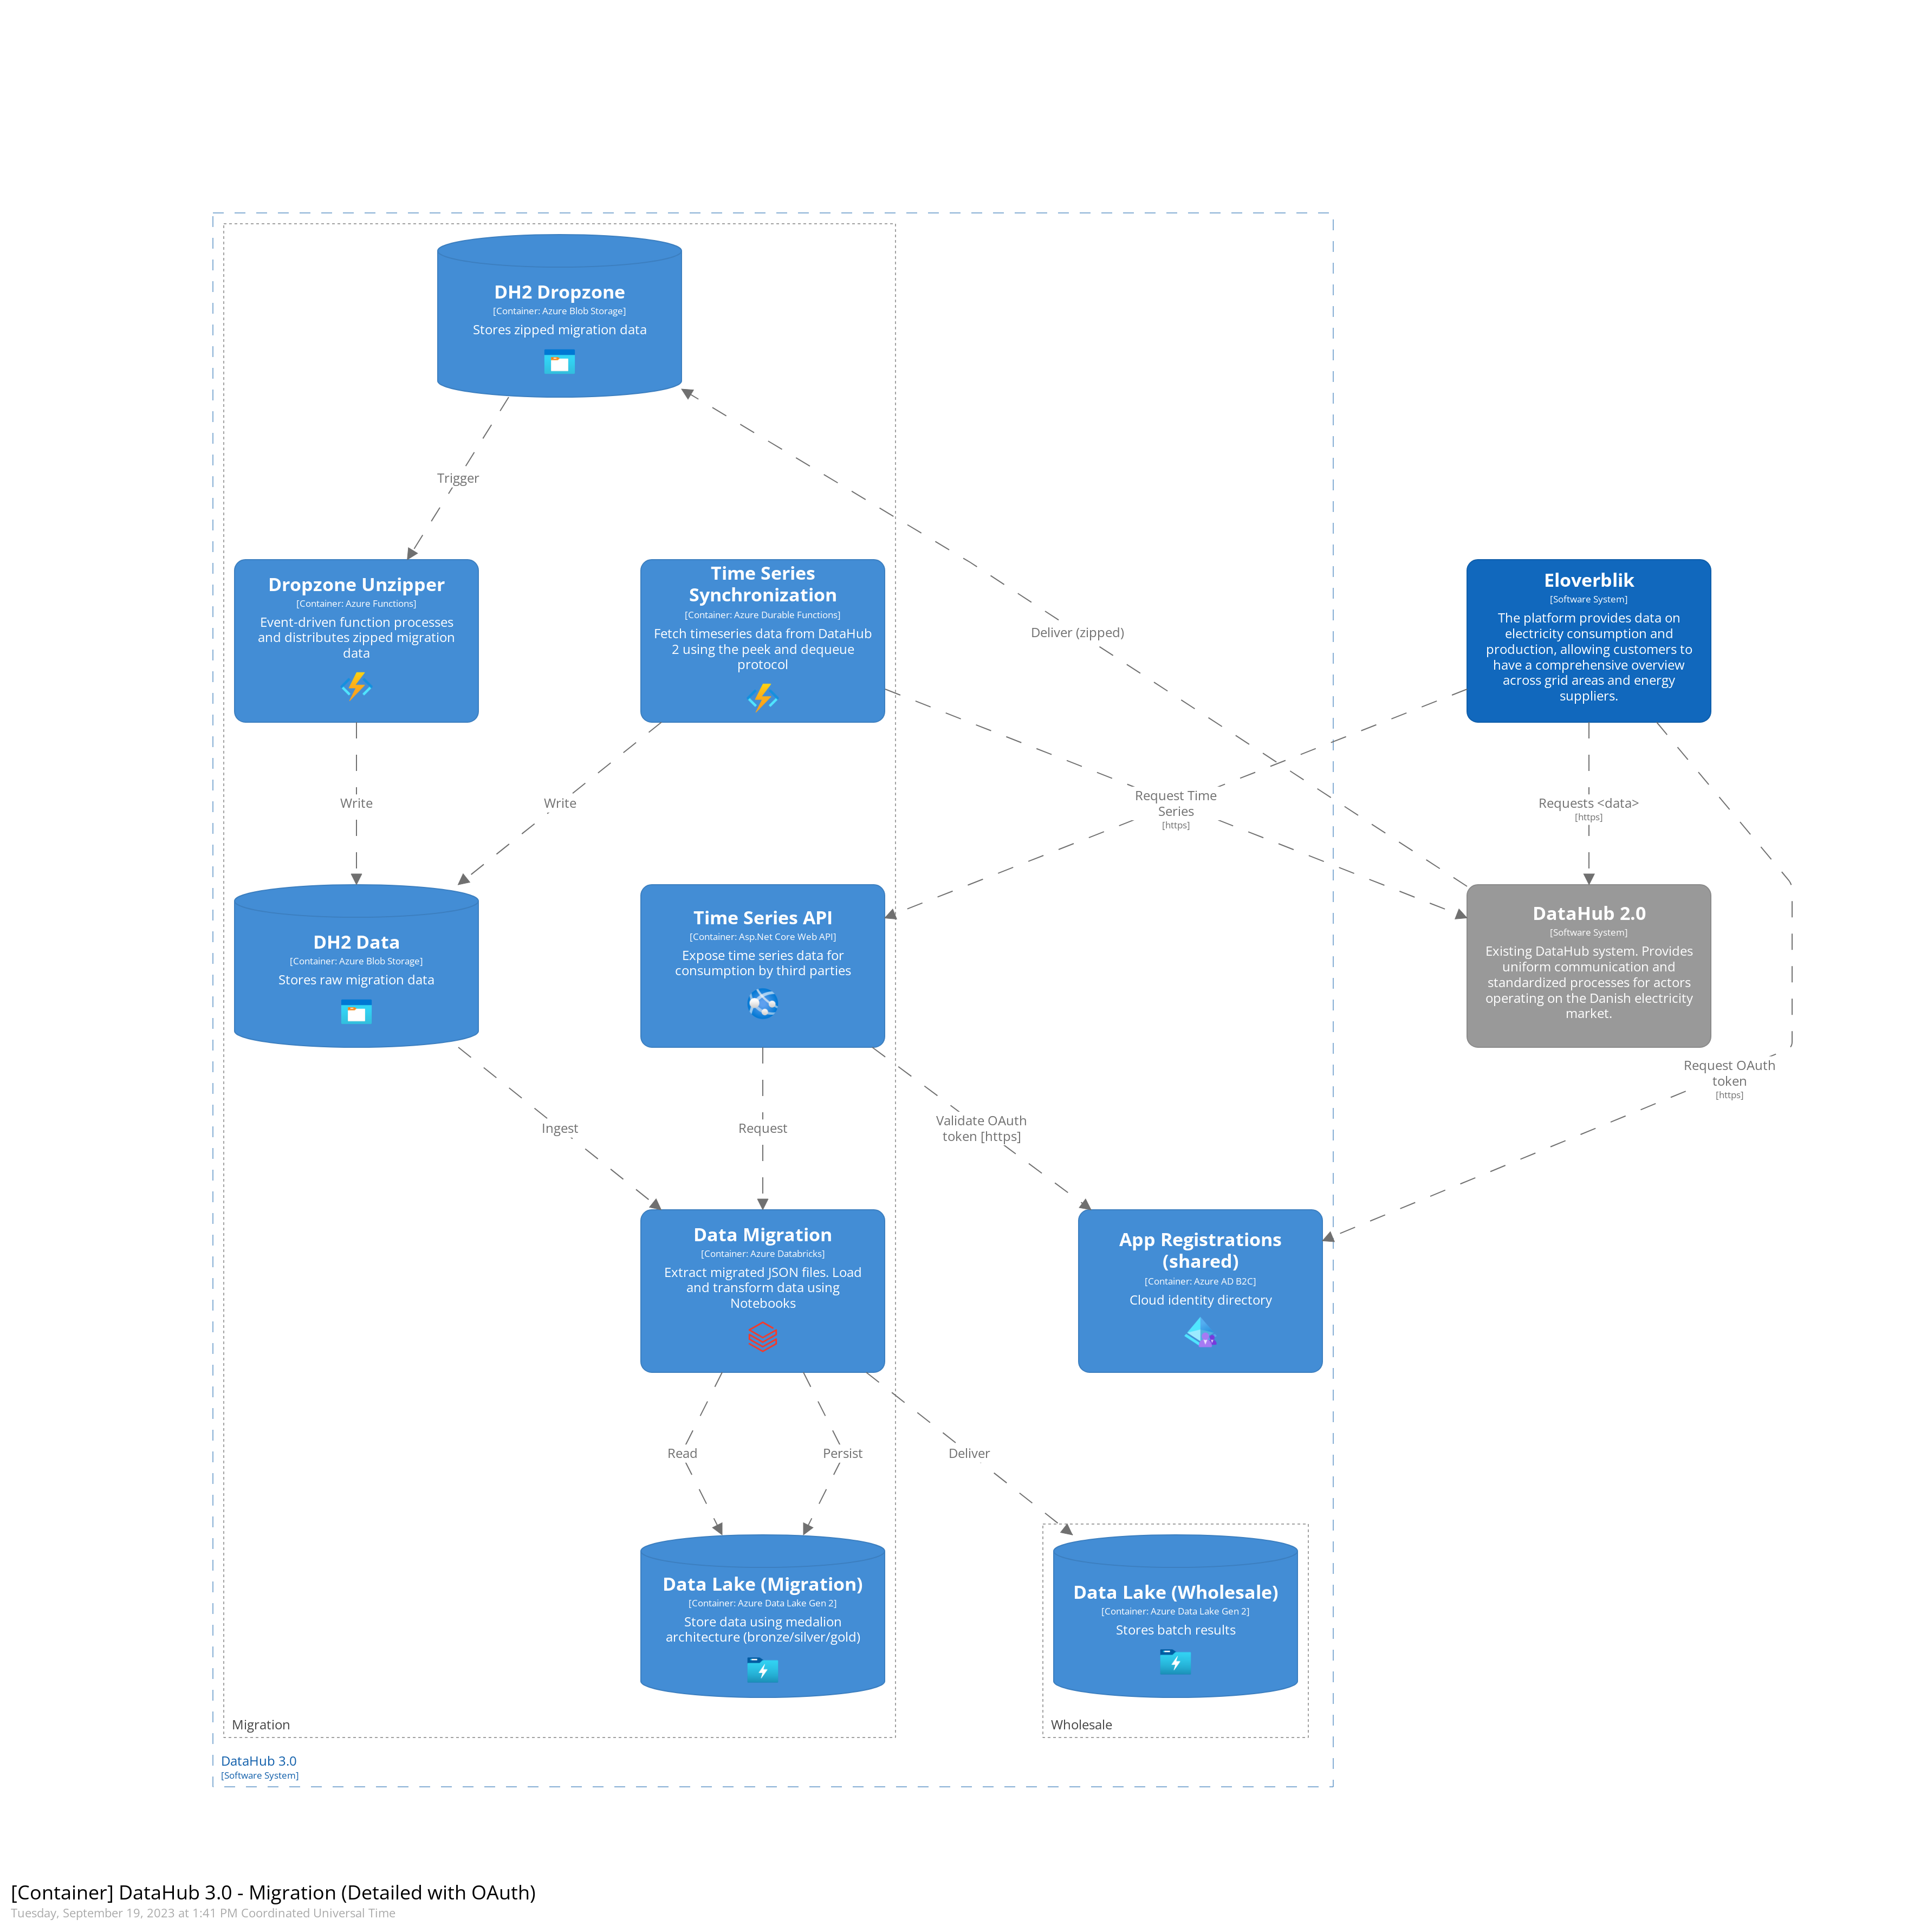 DH2 Dropzone
[Container: Azure Blob Storage]
Stores zipped migration data
Trigger
Dropzone Unzipper
[Container: Azure Functions]
Event-driven function processes
and distributes zipped migration
data
Time Series
Synchronization
[Container: Azure Durable Functions]
Fetch timeseries data from DataHub
2 using the peek and dequeue
protocol
Deliver (zipped)
Eloverblik
[Software System]
The platform provides data on
electricity consumption and
production, allowing customers to
have a comprehensive overview
across grid areas and energy
suppliers.
Write
Write
Request Time
Series
[https]
Requests <data>
[https]
DH2 Data
[Container: Azure Blob Storage]
Stores raw migration data
Time Series API
[Container: Asp.Net Core Web API]
Expose time series data for
consumption by third parties
DataHub 2.0
[Software System]
Existing DataHub system. Provides
uniform communication and
standardized processes for actors
operating on the Danish electricity
market.
Request OAuth
token
[https]
Ingest
Request
Validate OAuth
token [https]
Data Migration
[Container: Azure Databricks]
Extract migrated JSON files. Load
and transform data using
Notebooks
App Registrations
(shared)
[Container: Azure AD B2C]
Cloud identity directory
Read
Persist
Deliver
Data Lake (Migration)
[Container: Azure Data Lake Gen 2]
Store data using medalion
architecture (bronze/silver/gold)
Data Lake (Wholesale)
[Container: Azure Data Lake Gen 2]
Stores batch results
Migration
Wholesale
DataHub 3.0
[Software System]
[Container] DataHub 3.0 - Migration (Detailed with OAuth)
Tuesday, September 19, 2023 at 1:41 PM Coordinated Universal Time